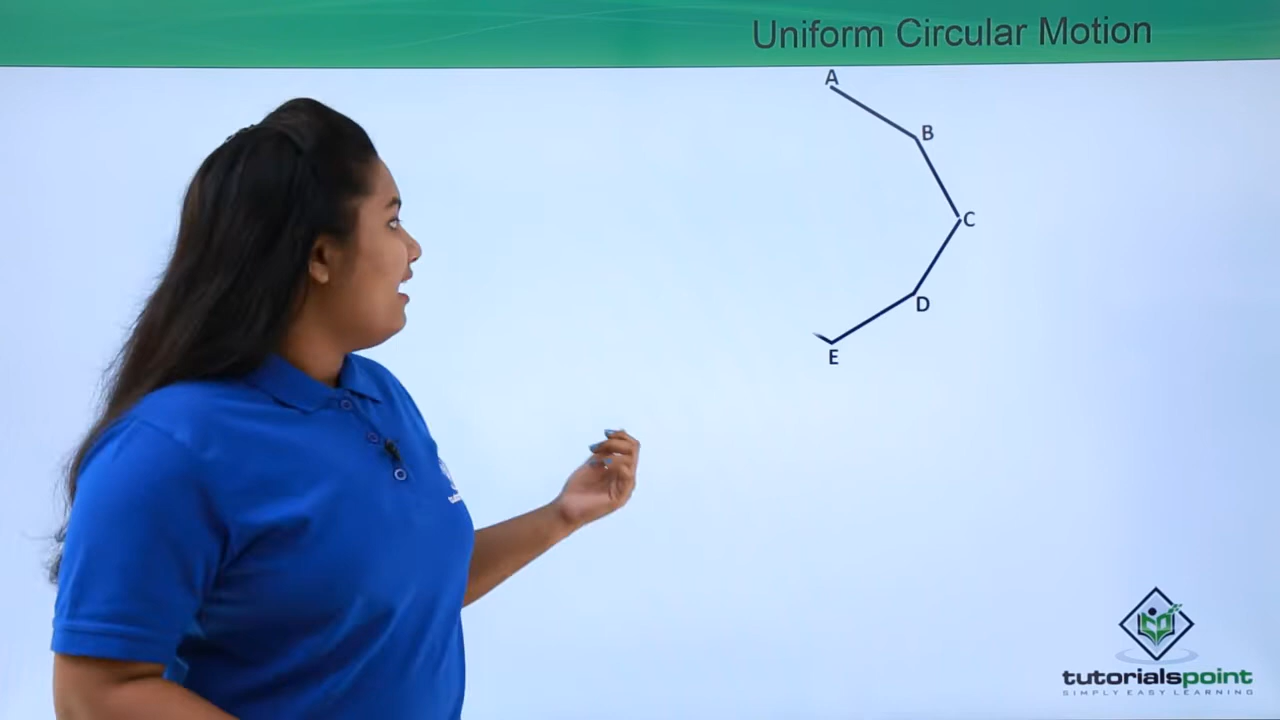 Uniform Circular Motion
A
B
C
D
E
tutorialspoint
SIMPLY EASY LEARNING